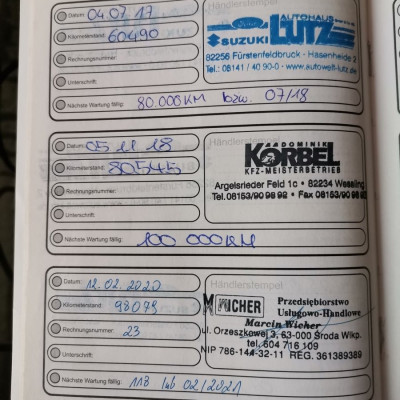 Datum: 04 07 17
Kilometerstand: 60490
Rechnungsnummer:
Unterschrift:
Nächste Wartung fällig: 80.000KM bzw. 07/18
AUTOHAUS
SUZUKI LUTZ
82256 Fürstenfeldbruck - Hasenheide 2
Tel.: 08141 / 40 90-0 · www.autowelt-lutz.de
Datum: 05 11 18
Händlerstempel
Kilometerstand: 80545
Rechnungsnummer:
Unterschrift:
Nächste Wartung fällig: 100 000KM
DOMINIK
KORBEL
KFZ-MEISTERBETRIEB
Argelsrieder Feld 1c · 82234 Wessling
Tel. 08153/90 98 92 · Fax 08153/90 98
Datum: 12.02.2020
Händlerstempel
Kilometerstand: 98079
Rechnungsnummer: 23
Unterschrift:
Nächste Wartung fällig: 118 lub 02/2021
WICHER
Przedsiębiorstwo
Usługowo-Handlowe
Marcin Wicher
ul. Orzeszkowej 3, 63-000 Środa Wlkp.
tel. 604 716 109
NIP 786-144-32-11 REG. 361389389